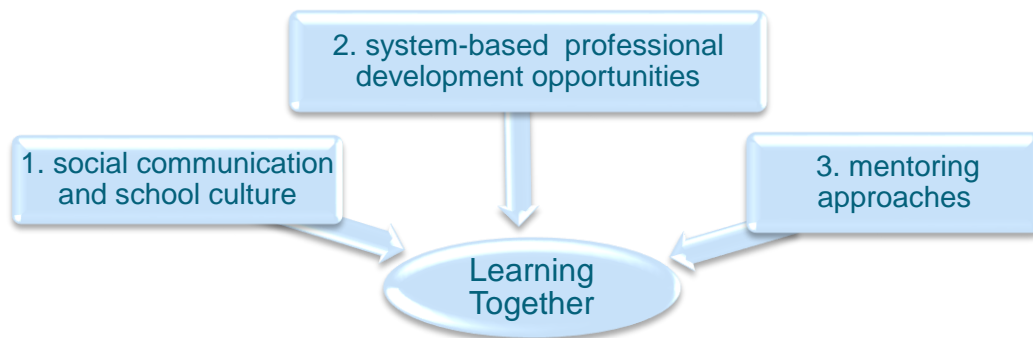 2. system-based professional
development opportunities
1. social communication
and school culture
3. mentoring
approaches
Learning
Together